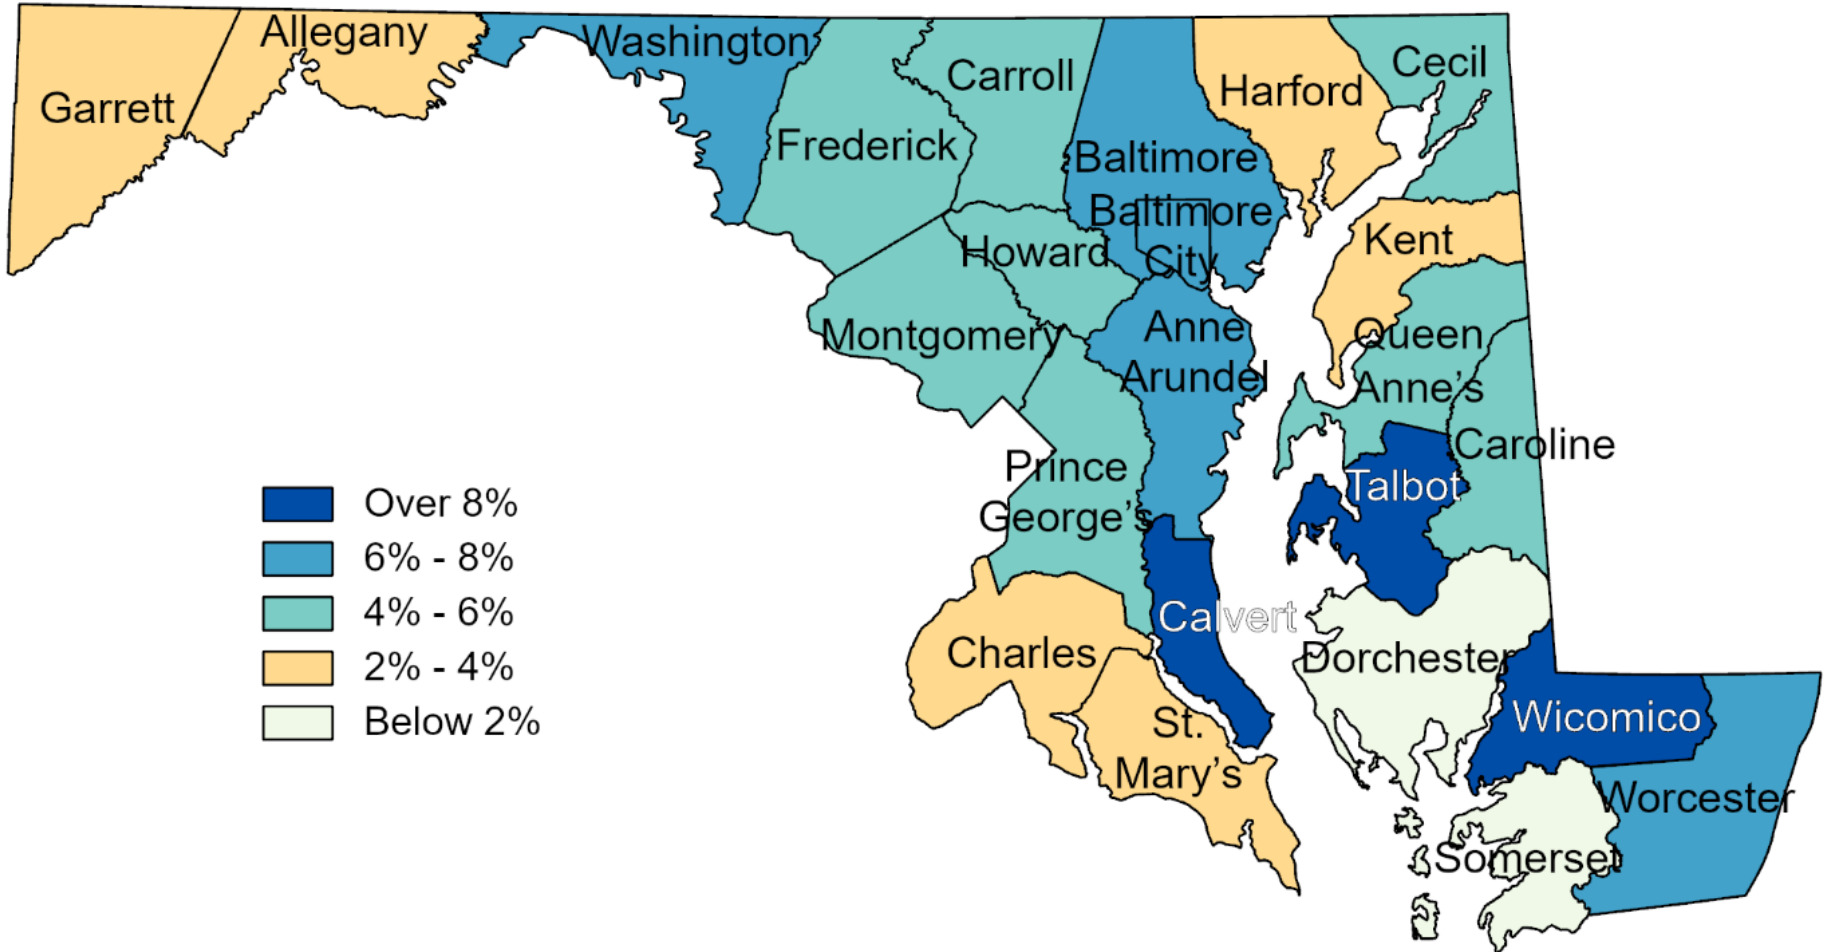 Allegany
Washington
Garrett
Carroll
Cecil
Harford
Frederick
Baltimore
Baltimore
City
Howard
Kent
Montgomery
Anne
Arundel
Queen
Anne's
Caroline
Talbot
Prince
George's
Over 8%
6% - 8%
4% - 6%
2% - 4%
Below 2%
Calvert
Charles
Dorchester
St.
Mary's
Wicomico
Worcester
Somerset